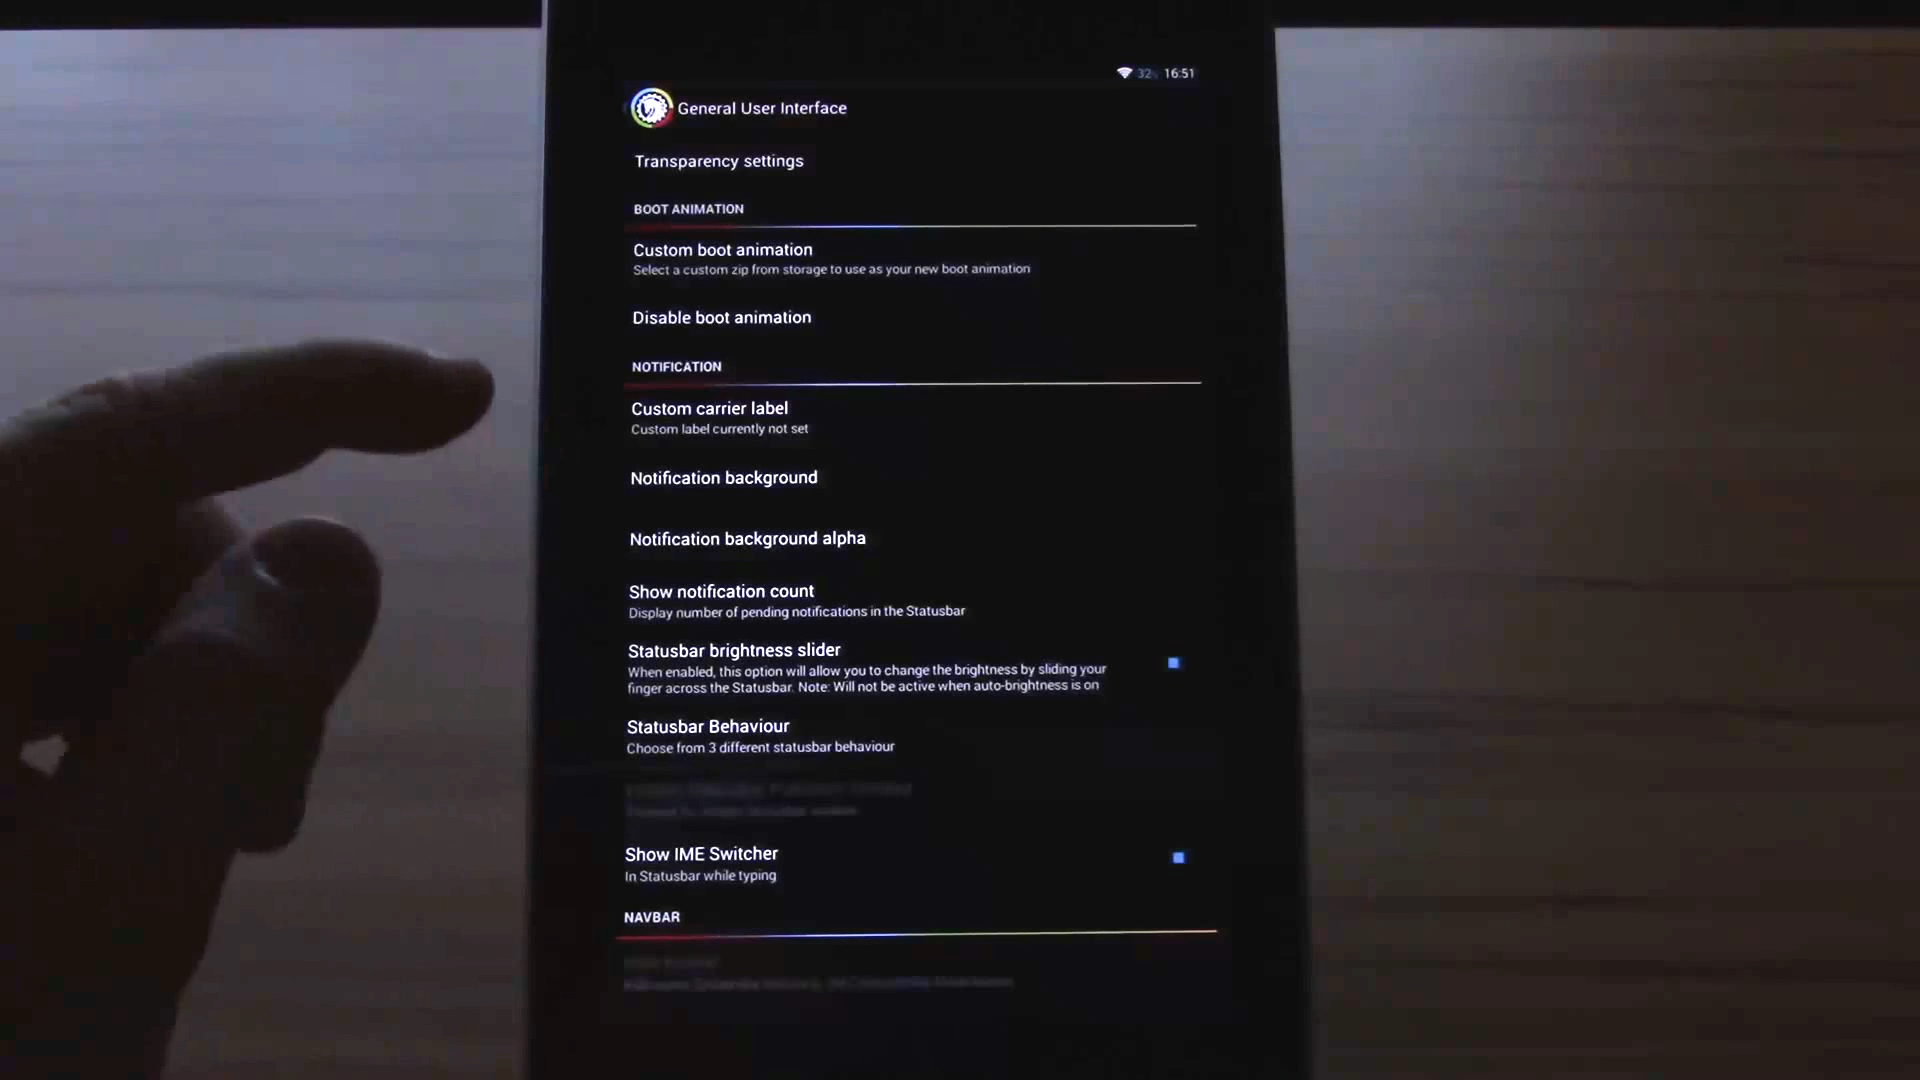 32% 16:51
General User Interface
Transparency settings
BOOT ANIMATION
Custom boot animation
Select a custom zip from storage to use as your new boot animation
Disable boot animation
NOTIFICATION
Custom carrier label
Custom label currently not set
Notification background
Notification background alpha
Show notification count
Display number of pending notifications in the Statusbar
Statusbar brightness slider
When enabled, this option will allow you to change the brightness by sliding your
finger across the Statusbar. Note: Will not be active when auto-brightness is on
Statusbar Behaviour
Choose from 3 different statusbar behaviour
Show IME Switcher
In Statusbar while typing
NAVBAR